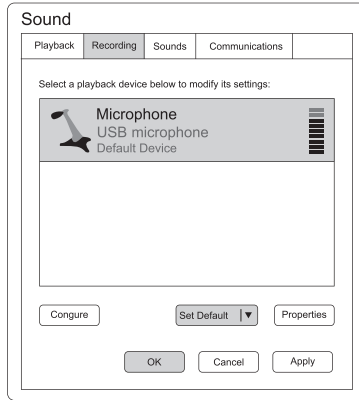 Sound
Playback Recording Sounds Communications
Select a playback device below to modify its settings:
Microphone
USB microphone
Default Device
Congure Set Default Properties
OK Cancel Apply